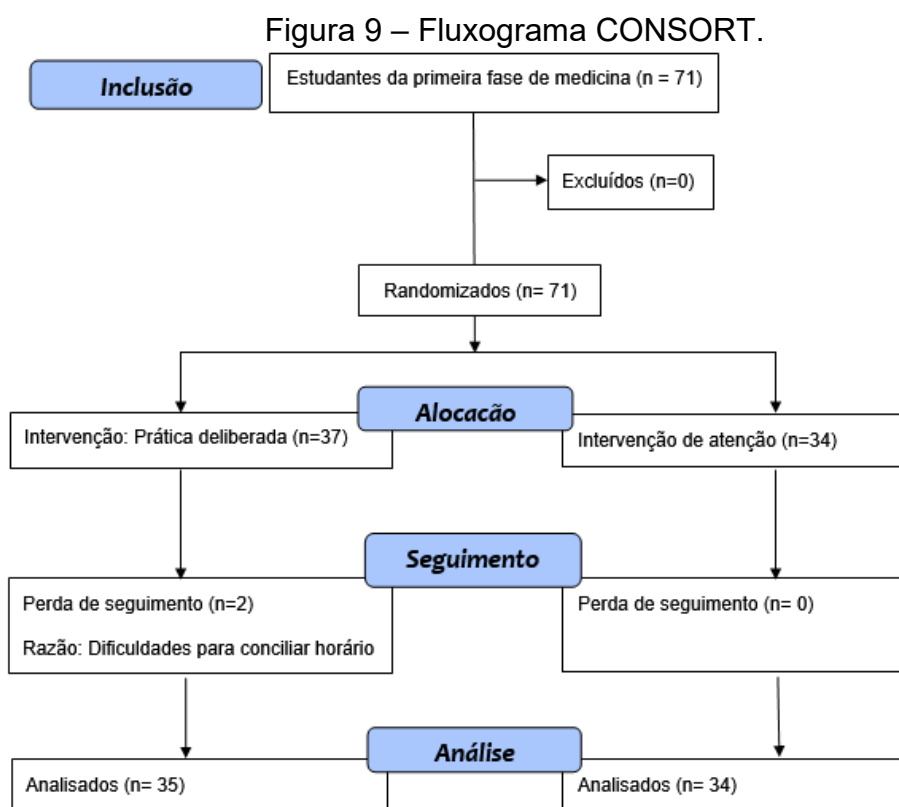 Figura 9 – Fluxograma CONSORT.
Inclusão
Estudantes da primeira fase de medicina (n = 71)
Excluídos (n=0)
Randomizados (n= 71)
Alocacão
Intervenção: Prática deliberada (n=37)
Intervenção de atenção (n=34)
Seguimento
Perda de seguimento (n=2)
Razão: Dificuldades para conciliar horário
Perda de seguimento (n= 0)
Análise
Analisados (n= 35)
Analisados (n= 34)